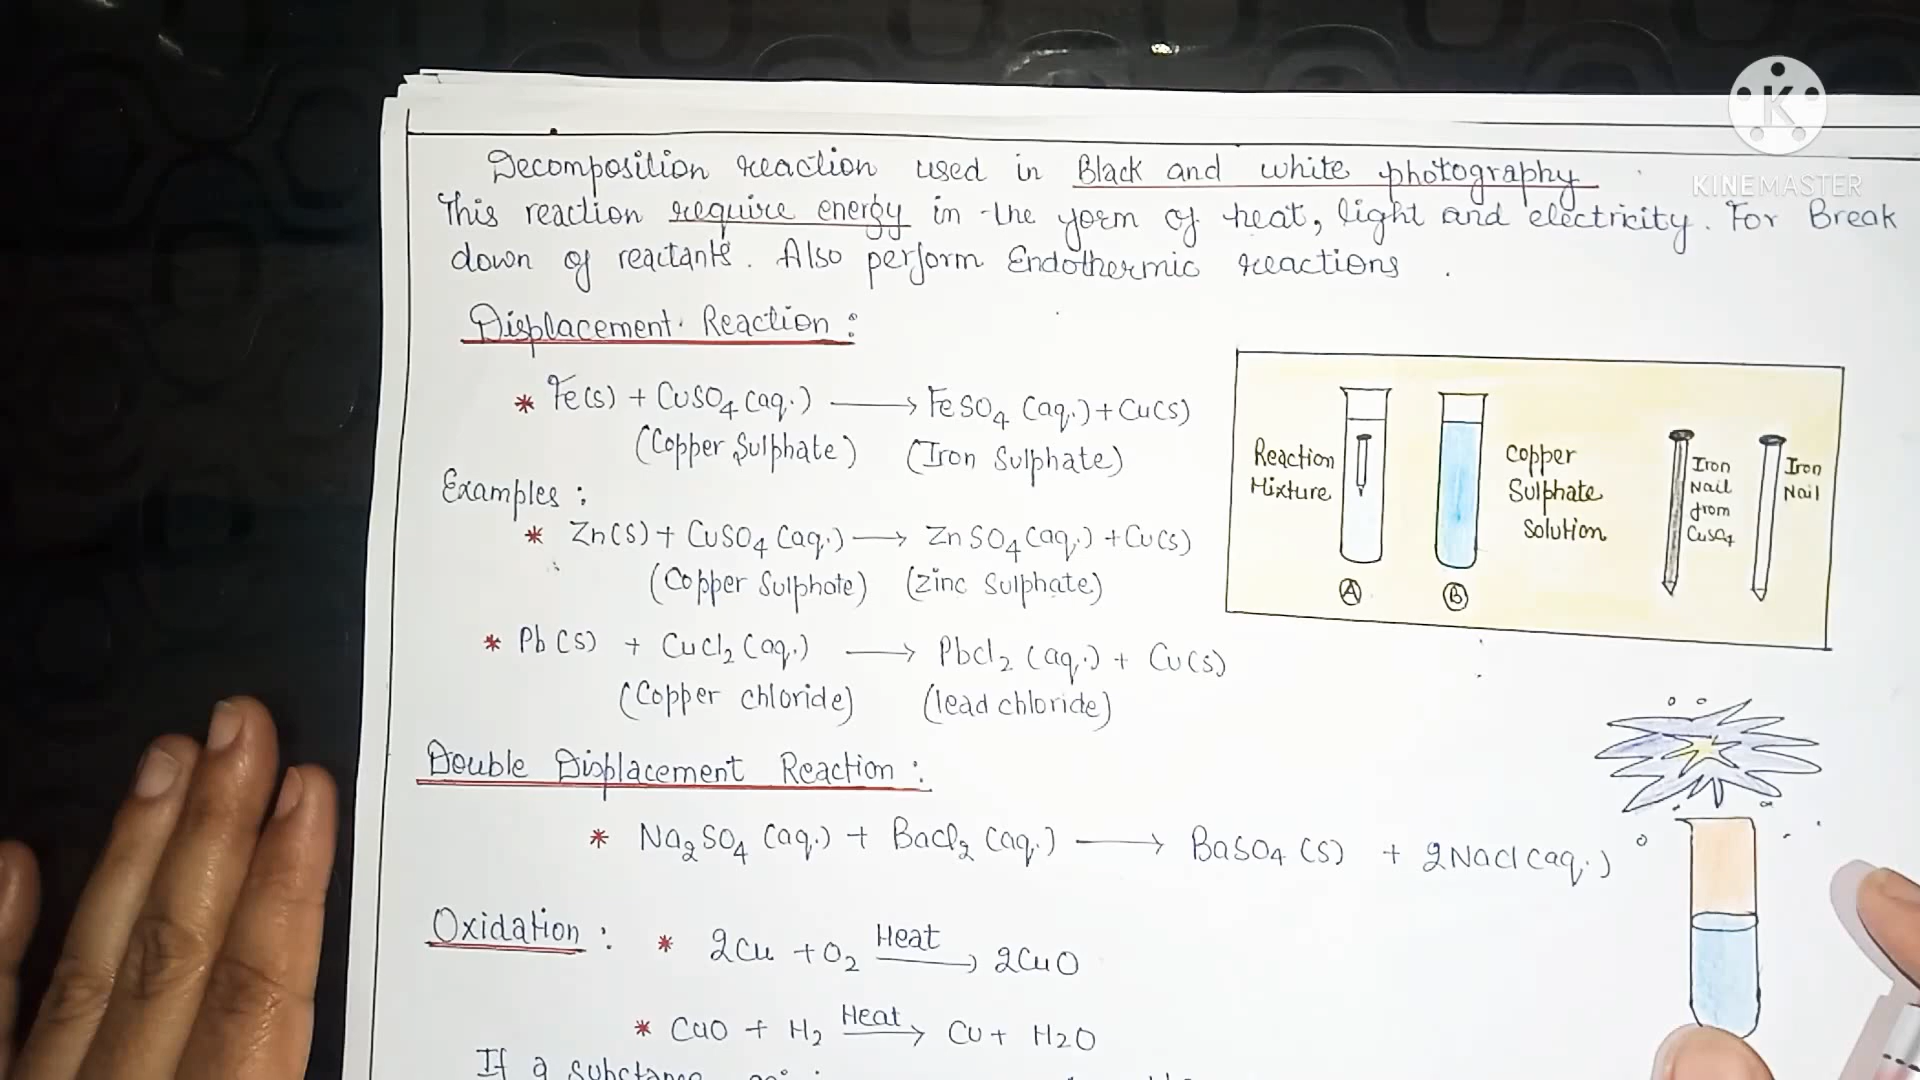 KINEMASTER
Decomposition reaction used in Black and white photography
This reaction require energy in the form of heat, light and electricity. For Break
down of reactants. Also perform Endothermic reactions .
Displacement Reaction :
* Fe(s) + CuSO4 (aq.) ⟶ FeSO4 (aq.) + Cu(s)
(Copper Sulphate) (Iron Sulphate)
Examples :
* Zn(s) + CuSO4 (aq.) ⟶ ZnSO4 (aq.) + Cu(s)
(Copper Sulphate) (Zinc Sulphate)
* Pb(s) + CuCl2 (aq.) ⟶ PbCl2 (aq.) + Cu(s)
(Copper chloride) (lead chloride)
Reaction
Mixture
A
B
Copper
Sulphate
Solution
Iron
Nail
from
CuSO4
Iron
Nail
Double Displacement Reaction :
* Na2SO4 (aq.) + BaCl2 (aq.) ⟶ BaSO4 (s) + 2NaCl (aq.)
Oxidation : * 2Cu + O2 Heat⟶ 2CuO
* CuO + H2 Heat⟶ Cu + H2O
If a substance